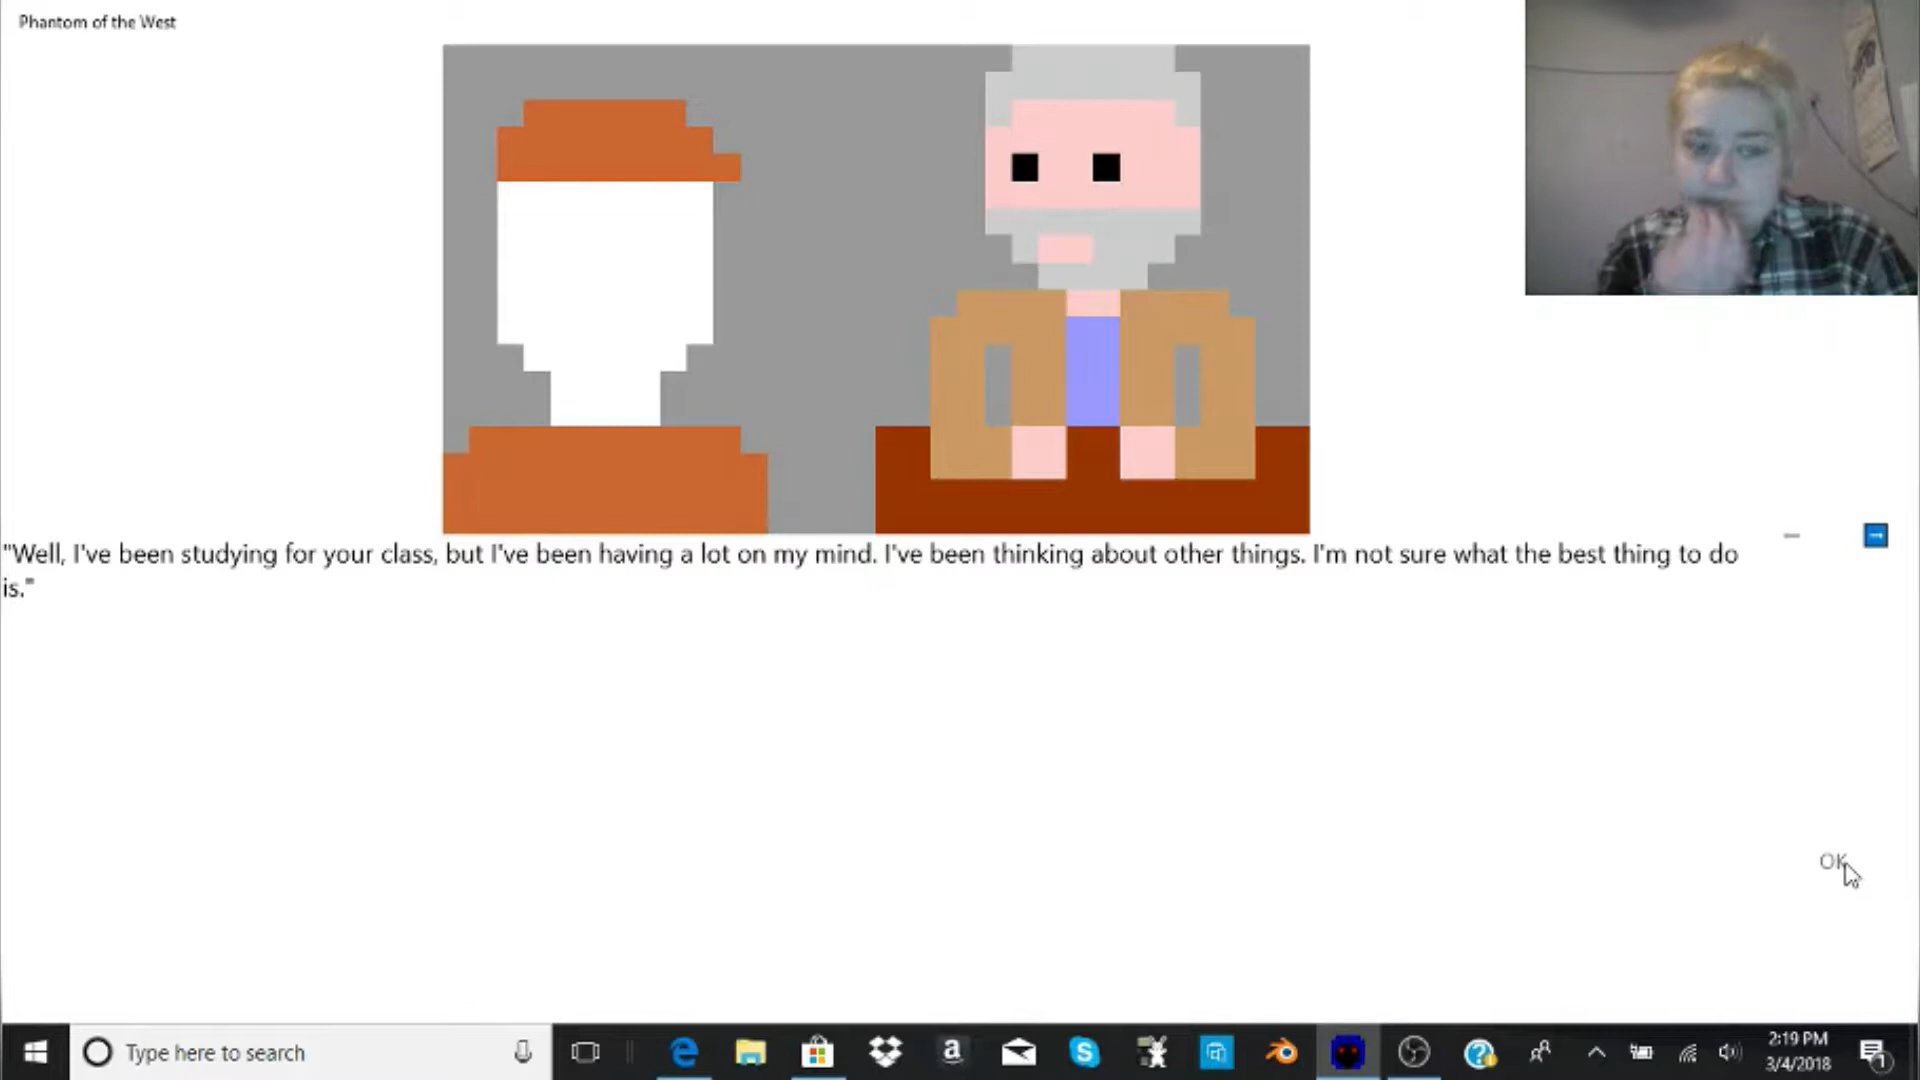 Phantom of the West
"Well, I've been studying for your class, but I've been having a lot on my mind. I've been thinking about other things. I'm not sure what the best thing to do
is."
OK
Type here to search
2:19 PM
3/4/2018